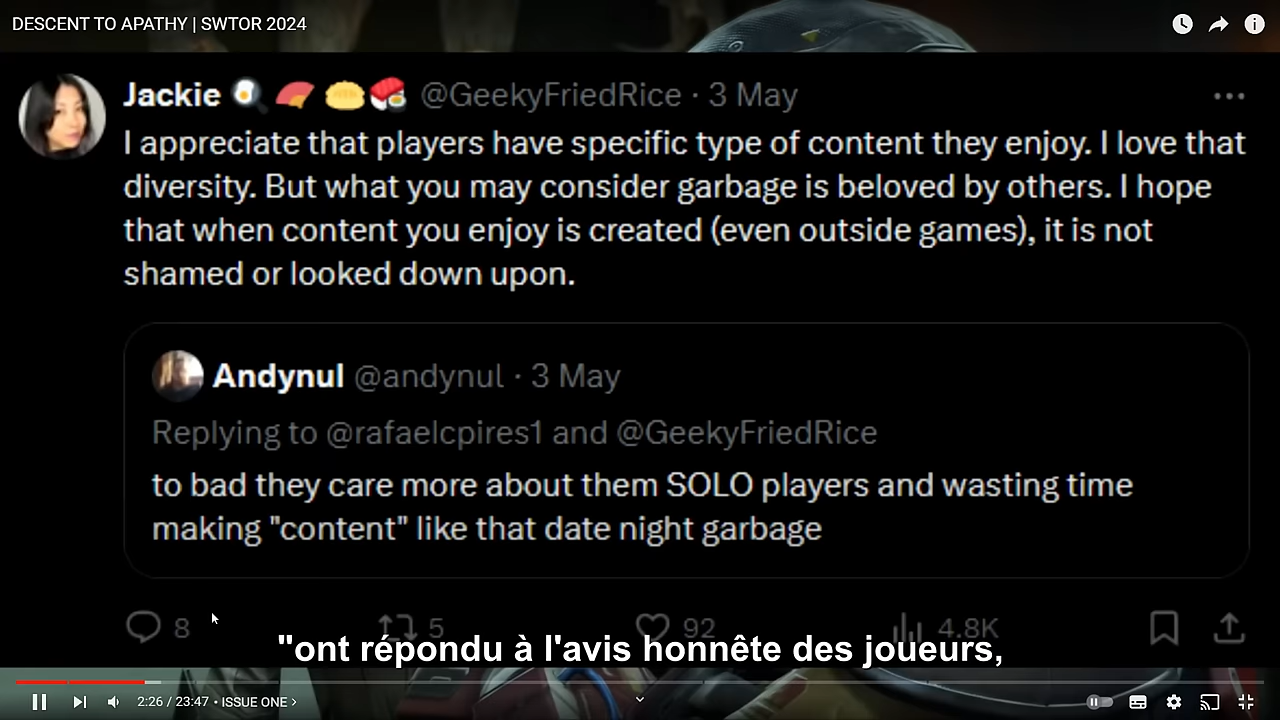 DESCENT TO APATHY | SWTOR 2024
Jackie @GeekyFriedRice · 3 May
I appreciate that players have specific type of content they enjoy. I love that
diversity. But what you may consider garbage is beloved by others. I hope
that when content you enjoy is created (even outside games), it is not
shamed or looked down upon.
Andynul @andynul · 3 May
Replying to @rafaelcpires1 and @GeekyFriedRice
to bad they care more about them SOLO players and wasting time
making "content" like that date night garbage
8 5 92 4.8K
"ont répondu à l'avis honnête des joueurs,
2:26 / 23:47 • ISSUE ONE >